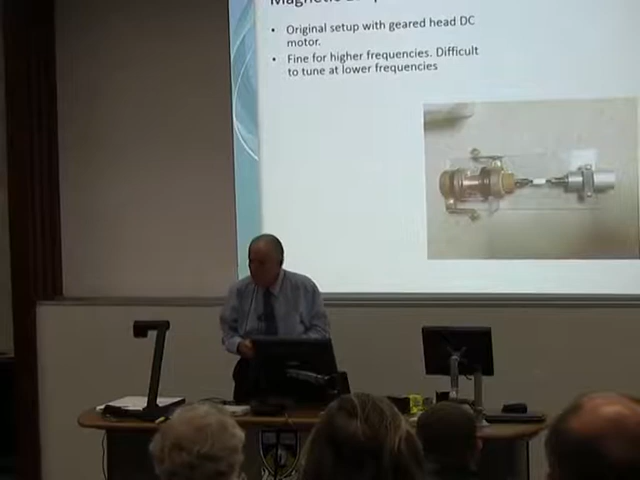 • Original setup with geared head DC
motor.
• Fine for higher frequencies. Difficult
to tune at lower frequencies